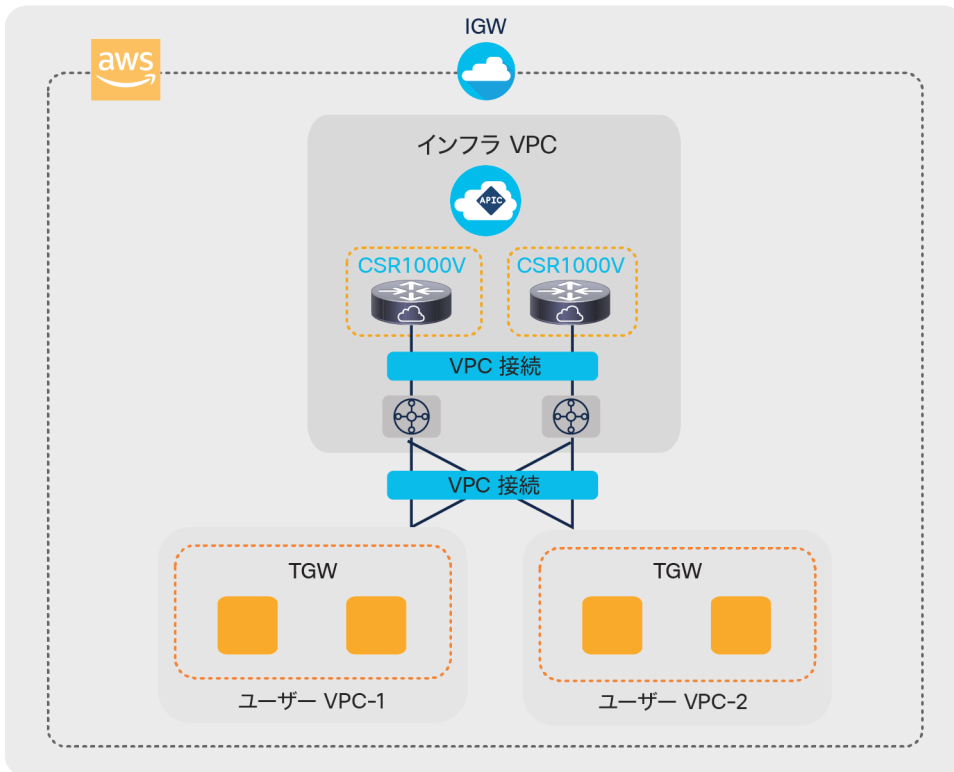 IGW
aws
インフラ VPC
APIC
CSR1000V
CSR1000V
VPC 接続
VPC 接続
TGW
TGW
ユーザー VPC-1
ユーザー VPC-2